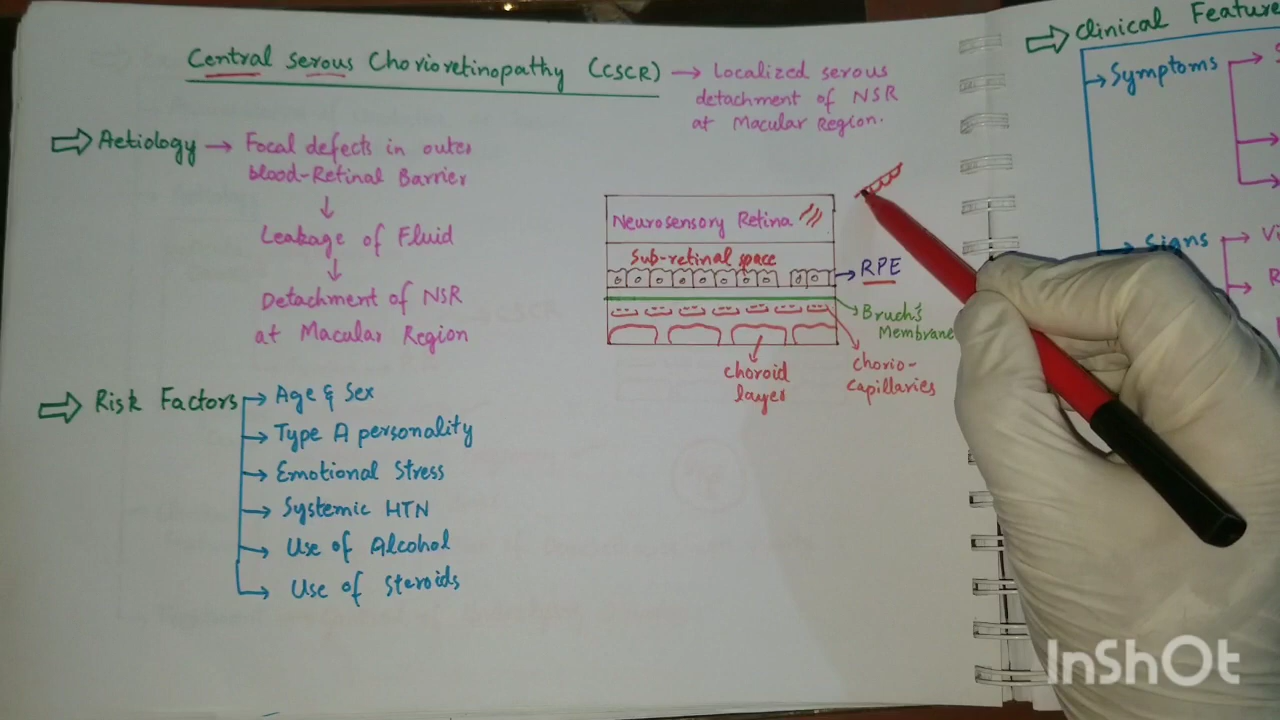 Central Serous Chorioretinopathy (CSCR) → Localized serous
detachment of NSR
at Macular Region.
⇒ Aetiology → Focal defects in outer
blood-Retinal Barrier
↓
Leakage of Fluid
↓
Detachment of NSR
at Macular Region
Neurosensory Retina
Sub-retinal space
→ RPE
→ Bruch's
Membrane
Chorio-
Capillaries
Choroid
layer
⇒ Risk Factors → Age & Sex
→ Type A personality
→ Emotional Stress
→ Systemic HTN
→ Use of Alcohol
→ Use of Steroids
⇒ Clinical Feature
→ Symptoms
→ Signs → Vi
→ R
InShOt